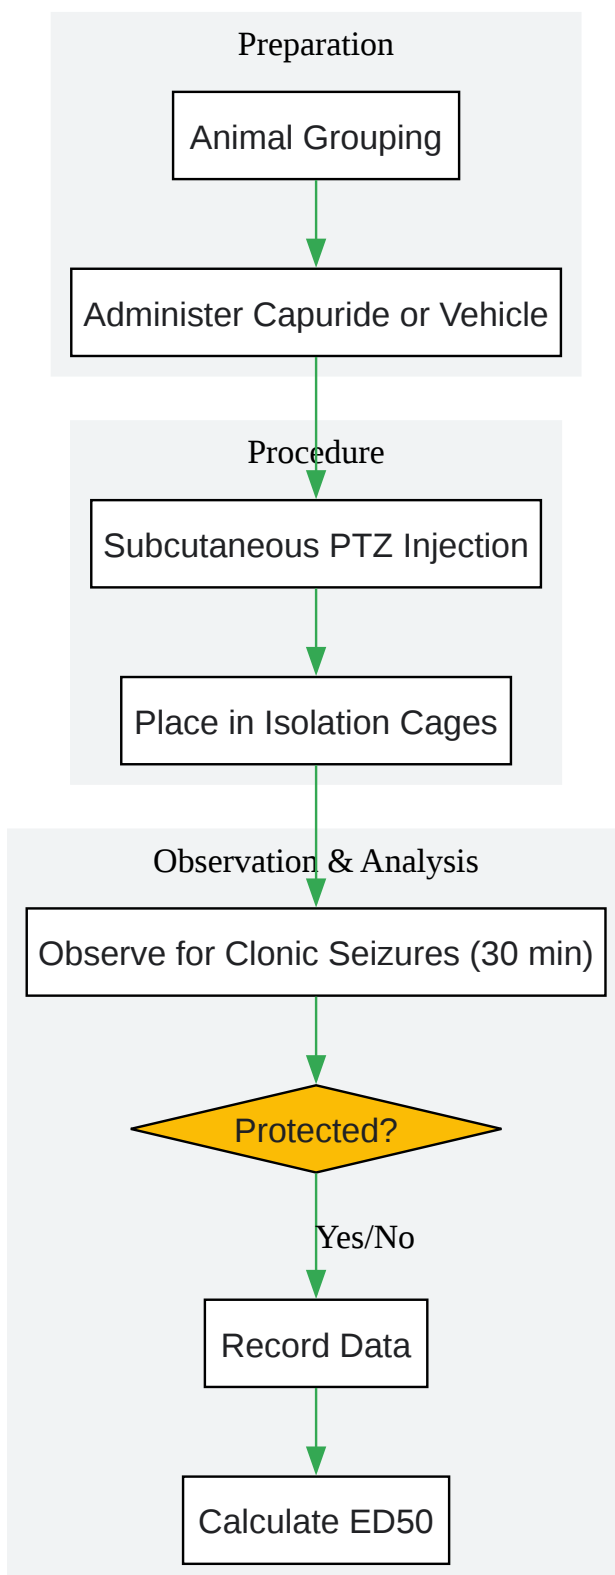 Preparation
Animal Grouping
Administer Capuride or Vehicle
Procedure
Subcutaneous PTZ Injection
Place in Isolation Cages
Observation & Analysis
Observe for Clonic Seizures (30 min)
Protected?
Yes/No
Record Data
Calculate ED50